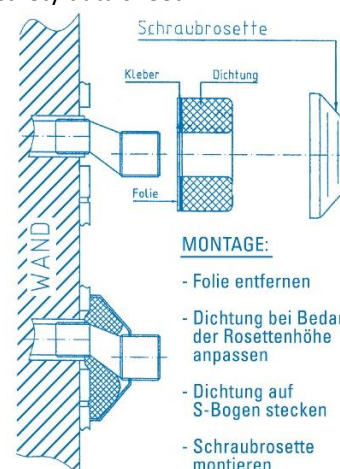 Schraubrosette
Kleber
Dichtung
Folie
WAND
MONTAGE:
- Folie entfernen
- Dichtung bei Bedar
der Rosettenhöhe
anpassen
- Dichtung auf
S-Bogen stecken
- Schraubrosette
montieren